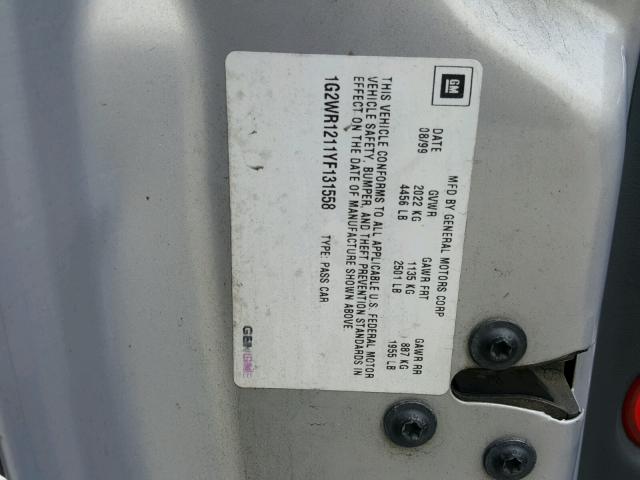 GM
MFD BY GENERAL MOTORS CORP
DATE GVWR GAWR FRT GAWR RR
08/99 2022 KG 1135 KG 887 KG
4456 LB 2501 LB 1955 LB
THIS VEHICLE CONFORMS TO ALL APPLICABLE U.S. FEDERAL MOTOR
VEHICLE SAFETY, BUMPER, AND THEFT PREVENTION STANDARDS IN
EFFECT ON THE DATE OF MANUFACTURE SHOWN ABOVE.
1G2WR1211YF131558 TYPE: PASS CAR